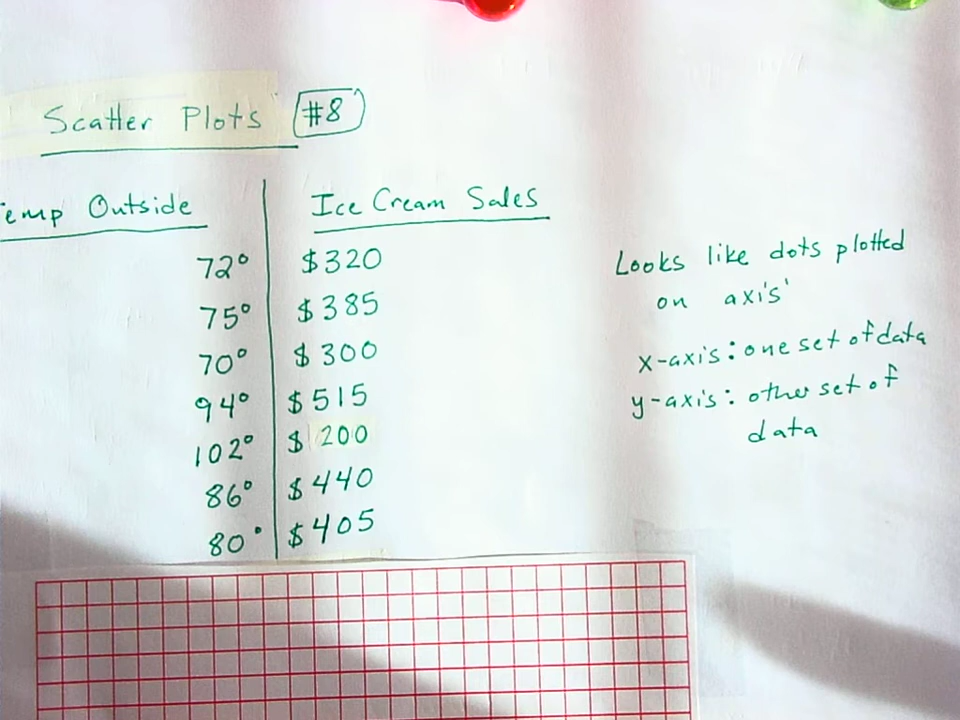 Scatter Plots #8
Temp Outside Ice Cream Sales
72° $320
75° $385
70° $300
94° $515
102° $200
86° $440
80° $405
Looks like dots plotted
on axis'
x-axis: one set of data
y-axis: other set of
data